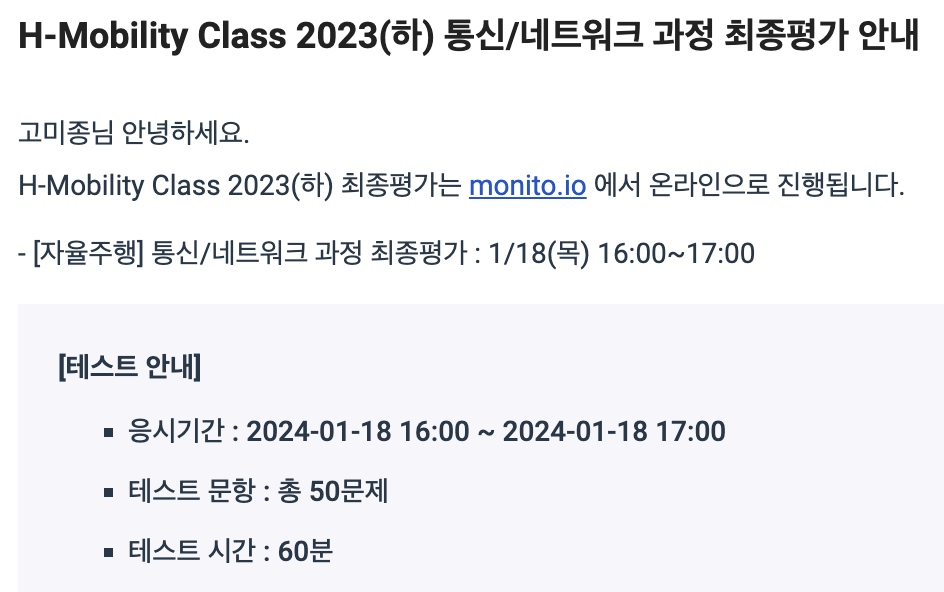 H-Mobility Class 2023(하) 통신/네트워크 과정 최종평가 안내
고미종님 안녕하세요.
H-Mobility Class 2023(하) 최종평가는 monito.io 에서 온라인으로 진행됩니다.
- [자율주행] 통신/네트워크 과정 최종평가 : 1/18(목) 16:00~17:00
[테스트 안내]
▪ 응시기간 : 2024-01-18 16:00 ~ 2024-01-18 17:00
▪ 테스트 문항 : 총 50문제
▪ 테스트 시간 : 60분